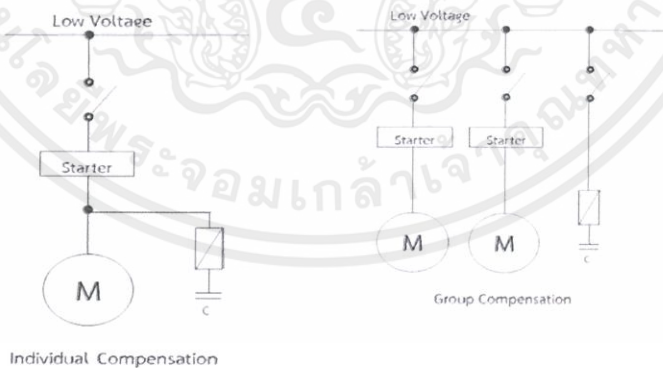 Low Voltage
Starter
M
C
Individual Compensation
Low Voltage
Starter
Starter
M
M
C
Group Compensation